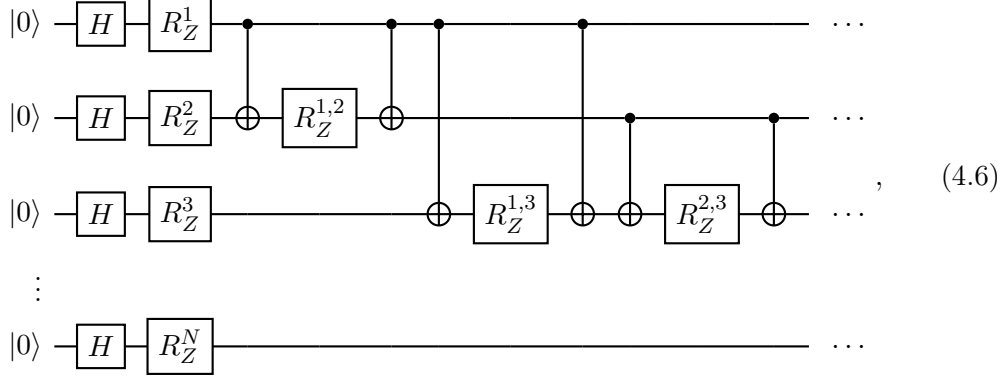 |0⟩ H R_Z^1 ···
|0⟩ H R_Z^2 R_Z^{1,2} ···
|0⟩ H R_Z^3 R_Z^{1,3} R_Z^{2,3} ··· , (4.6)
⋮
|0⟩ H R_Z^N ···